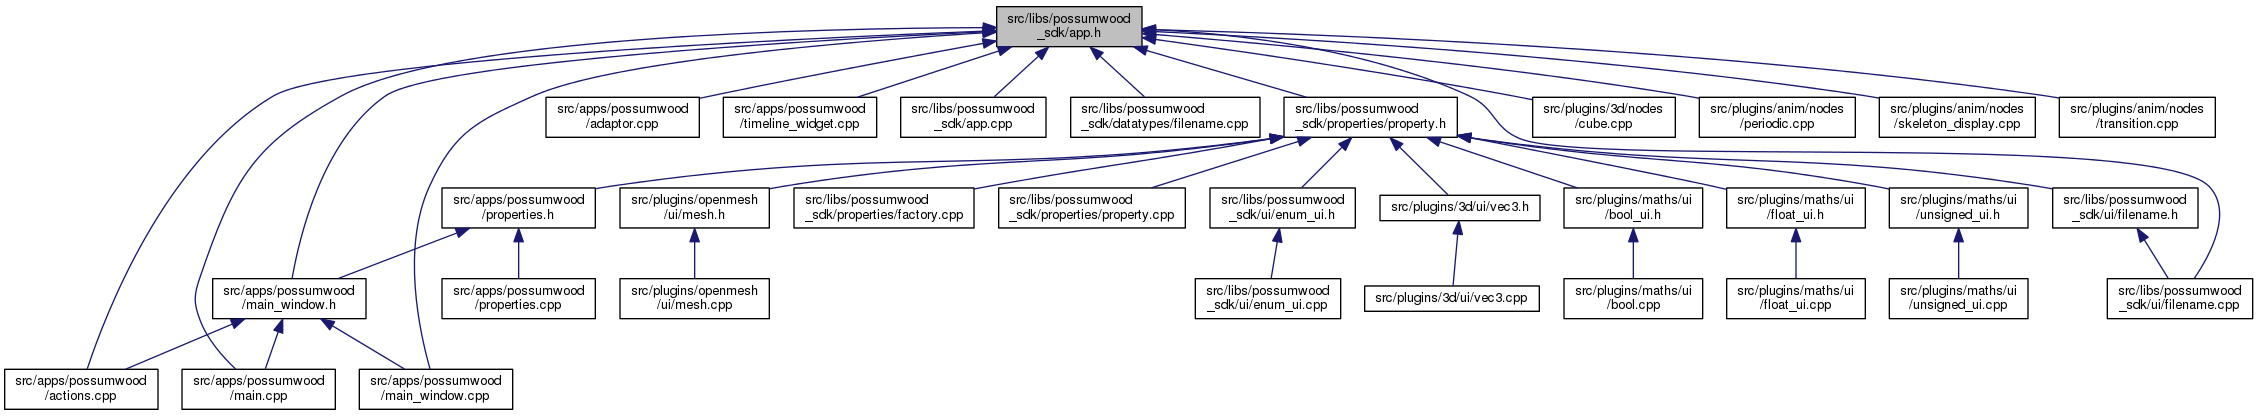 src/libs/possumwood
_sdk/app.h
src/apps/possumwood
/adaptor.cpp
src/apps/possumwood
/timeline_widget.cpp
src/libs/possumwood
_sdk/app.cpp
src/libs/possumwood
_sdk/datatypes/filename.cpp
src/libs/possumwood
_sdk/properties/property.h
src/plugins/3d/nodes
/cube.cpp
src/plugins/anim/nodes
/periodic.cpp
src/plugins/anim/nodes
/skeleton_display.cpp
src/plugins/anim/nodes
/transition.cpp
src/apps/possumwood
/properties.h
src/plugins/openmesh
/ui/mesh.h
src/libs/possumwood
_sdk/properties/factory.cpp
src/libs/possumwood
_sdk/properties/property.cpp
src/libs/possumwood
_sdk/ui/enum_ui.h
src/plugins/3d/ui/vec3.h
src/plugins/maths/ui
/bool_ui.h
src/plugins/maths/ui
/float_ui.h
src/plugins/maths/ui
/unsigned_ui.h
src/libs/possumwood
_sdk/ui/filename.h
src/apps/possumwood
/main_window.h
src/apps/possumwood
/properties.cpp
src/plugins/openmesh
/ui/mesh.cpp
src/libs/possumwood
_sdk/ui/enum_ui.cpp
src/plugins/3d/ui/vec3.cpp
src/plugins/maths/ui
/bool.cpp
src/plugins/maths/ui
/float_ui.cpp
src/plugins/maths/ui
/unsigned_ui.cpp
src/libs/possumwood
_sdk/ui/filename.cpp
src/apps/possumwood
/actions.cpp
src/apps/possumwood
/main.cpp
src/apps/possumwood
/main_window.cpp